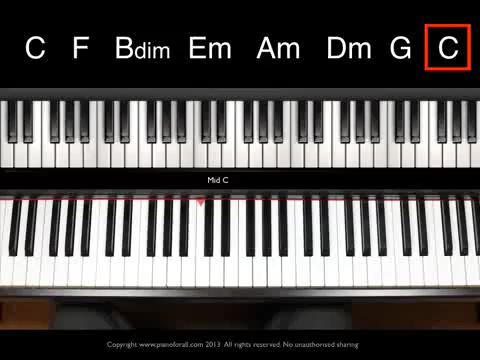 C F Bdim Em Am Dm G C
Mid C
Copyright www.pianoforall.com 2013 All rights reserved. No unauthorised sharing